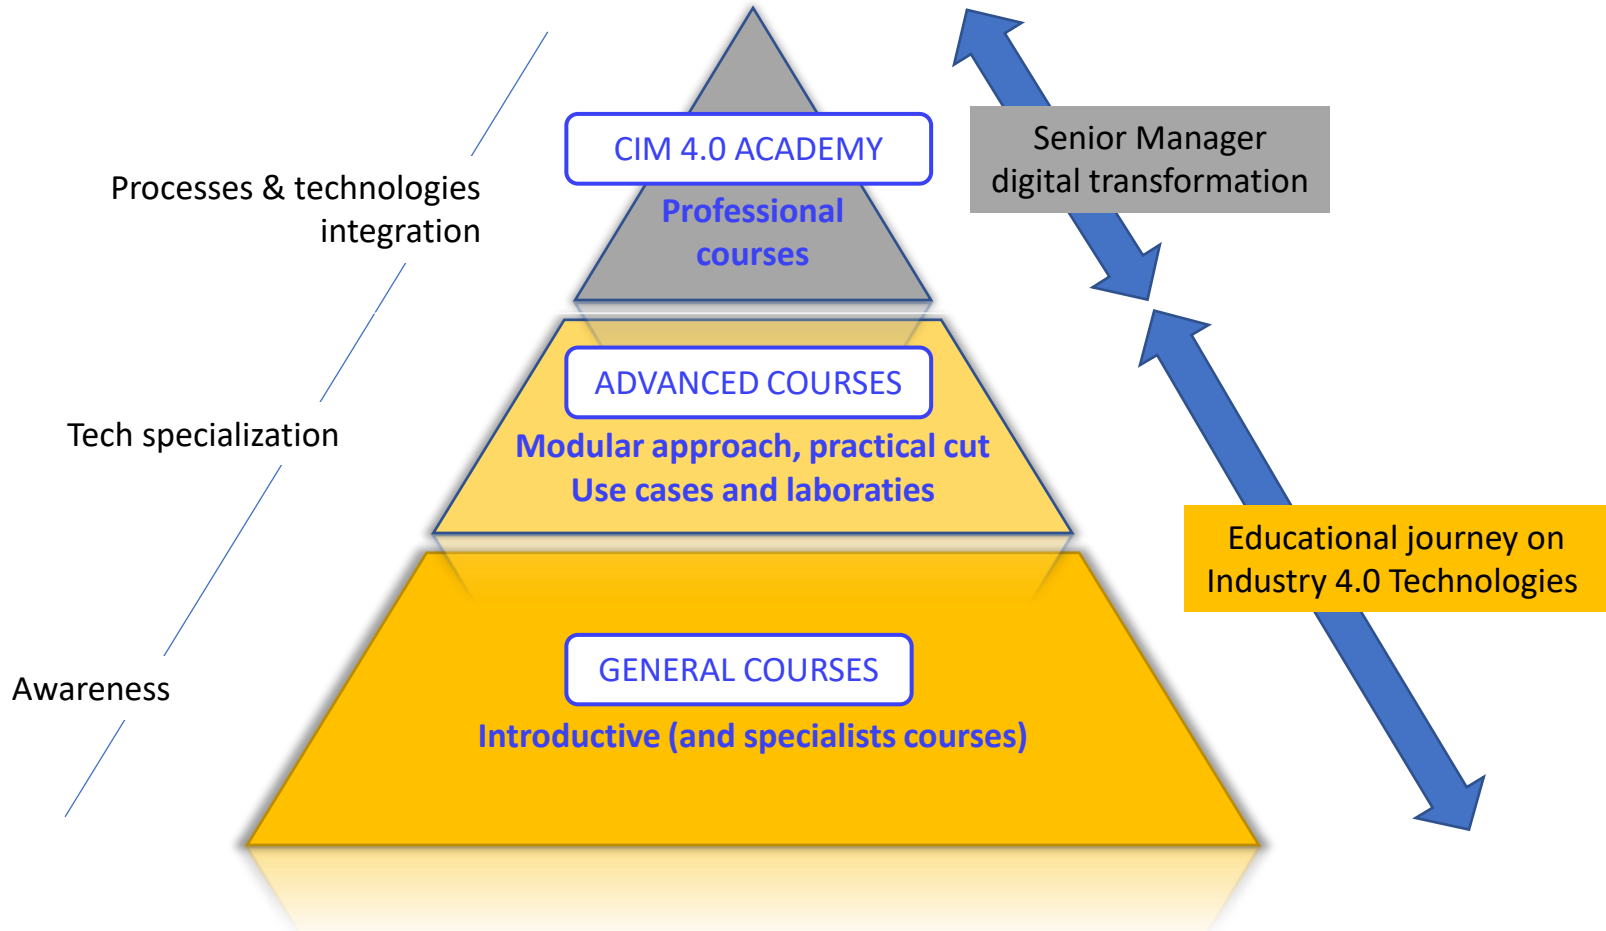 CIM 4.0 ACADEMY
Professional
courses
Senior Manager
digital transformation
Processes & technologies
integration
ADVANCED COURSES
Modular approach, practical cut
Use cases and laboraties
Tech specialization
Educational journey on
Industry 4.0 Technologies
GENERAL COURSES
Introductive (and specialists courses)
Awareness